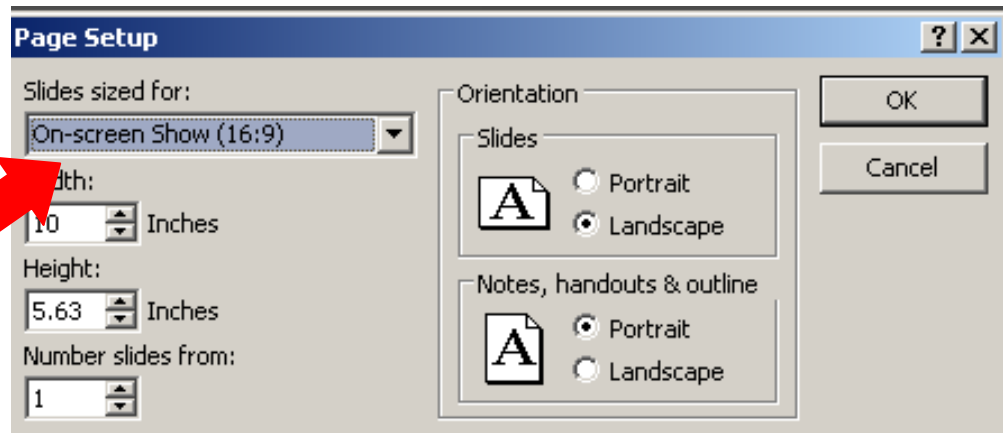 Page Setup
Slides sized for:
On-screen Show (16:9)
10 Inches
Height:
5.63 Inches
Number slides from:
1
Orientation
Slides
A
Portrait
Landscape
Notes, handouts & outline
A
Portrait
Landscape
OK
Cancel